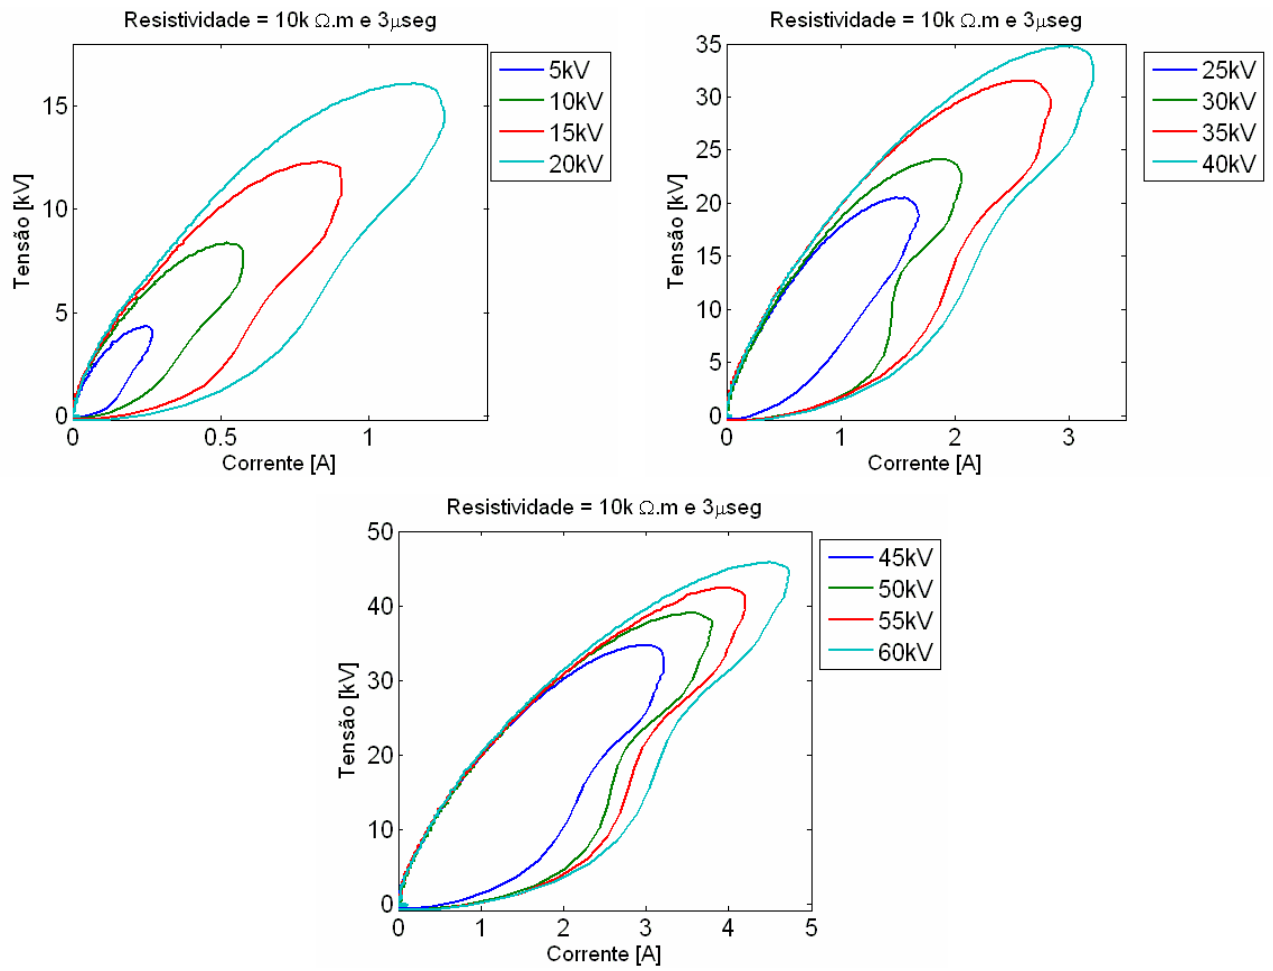 Resistividade = 10k Ω.m e 3μseg
15
10
5
0
Tensão [kV]
0
0.5
1
Corrente [A]
5kV
10kV
15kV
20kV
Resistividade = 10k Ω.m e 3μseg
35
30
25
20
15
10
5
0
Tensão [kV]
0
1
2
3
Corrente [A]
25kV
30kV
35kV
40kV
Resistividade = 10k Ω.m e 3μseg
50
40
30
20
10
0
Tensão [kV]
0
1
2
3
4
5
Corrente [A]
45kV
50kV
55kV
60kV